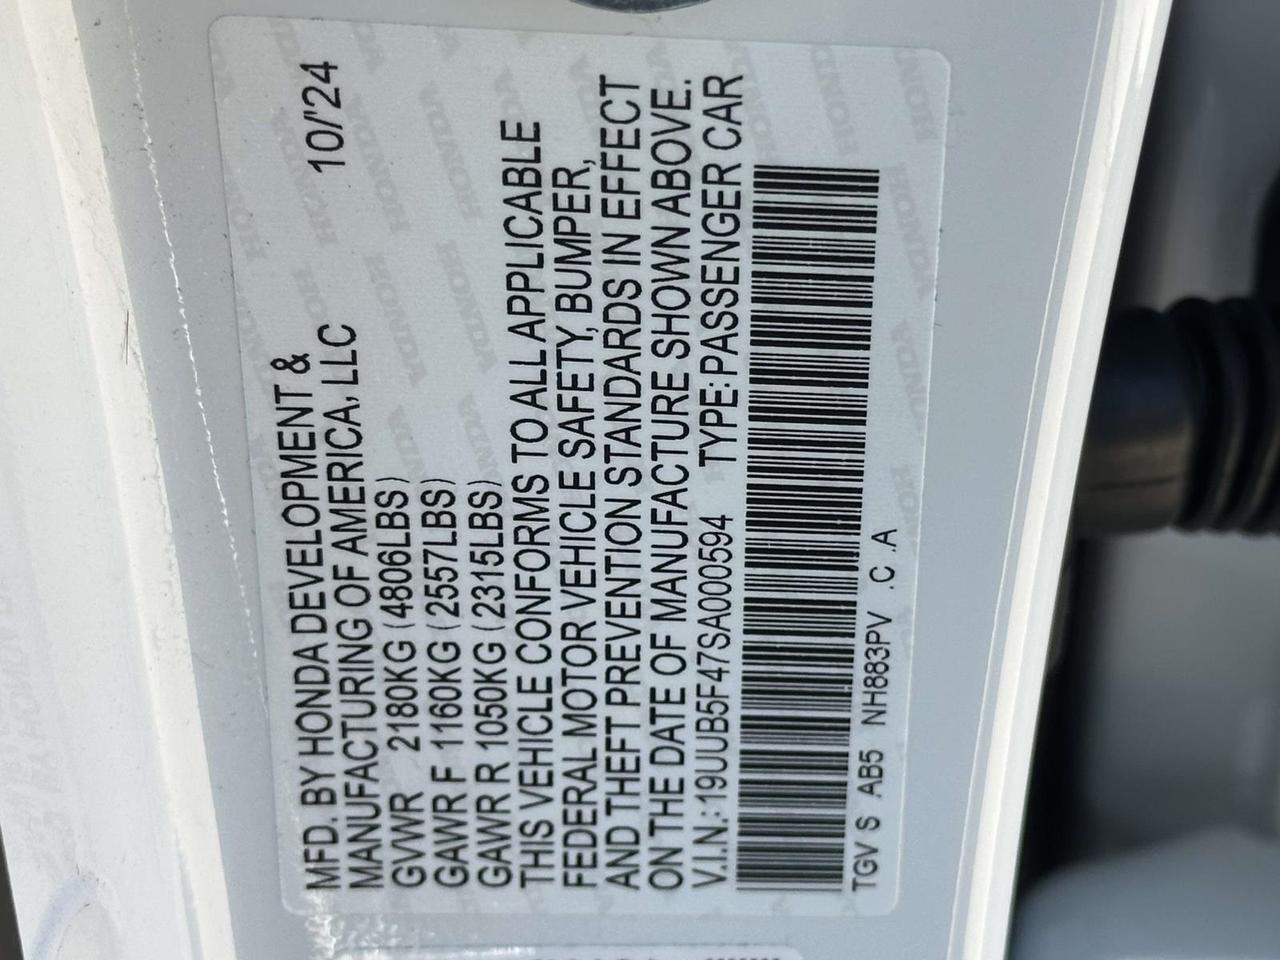 MFD. BY HONDA DEVELOPMENT &
MANUFACTURING OF AMERICA, LLC 10/'24
GVWR 2180KG (4806LBS)
GAWR F 1160KG (2557LBS)
GAWR R 1050KG (2315LBS)
THIS VEHICLE CONFORMS TO ALL APPLICABLE
FEDERAL MOTOR VEHICLE SAFETY, BUMPER,
AND THEFT PREVENTION STANDARDS IN EFFECT
ON THE DATE OF MANUFACTURE SHOWN ABOVE..
V.I.N.:19UUB5F47SA000594 TYPE:PASSENGER CAR
TGV S AB5 NH883PV .C .A